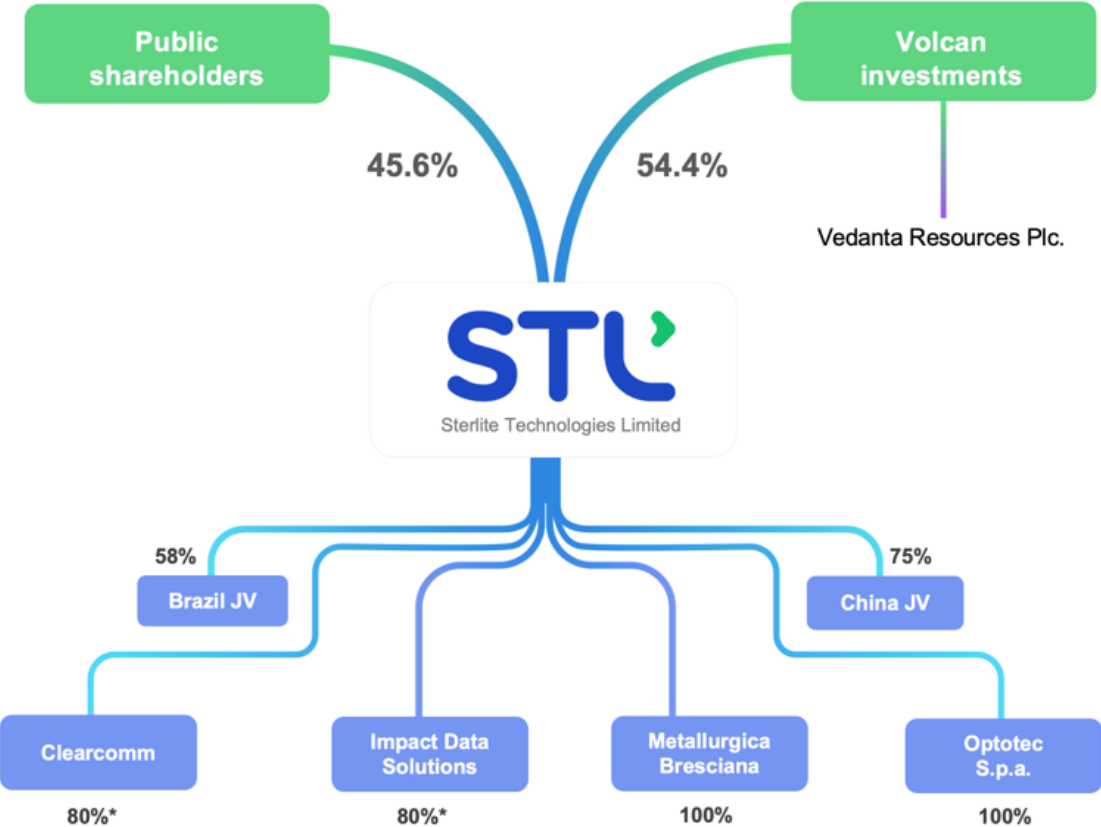 Public
shareholders
Volcan
investments
45.6%
54.4%
Vedanta Resources Plc.
STL
Sterlite Technologies Limited
58%
Brazil JV
75%
China JV
Clearcomm
80%*
Impact Data
Solutions
80%*
Metallurgica
Bresciana
100%
Optotec
S.p.a.
100%